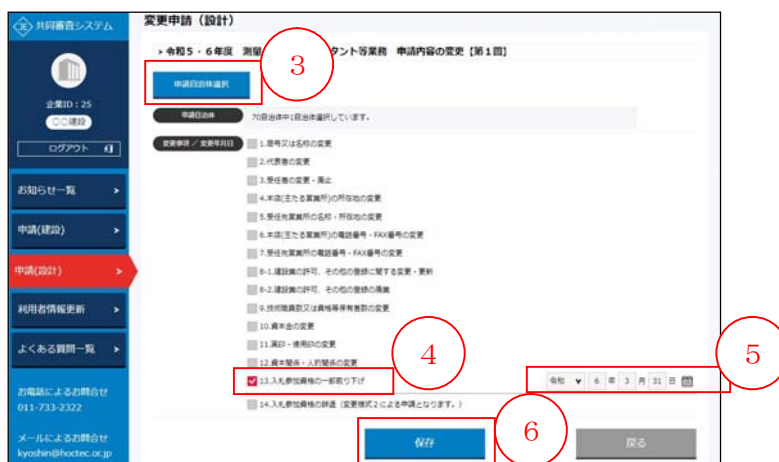 共同審査システム
変更申請（設計）
›令和5・6年度 測量 タント等業務 申請内容の変更【第1回】
③
申請自治体選択
企業ID：25
〇〇建設
申請自治体
70自治体中1自治体選択しています。
ログアウト
変更事項 / 変更年月日
1.商号又は名称の変更
2.代表者の変更
3.受任者の変更・廃止
お知らせ一覧
4.本店(主たる営業所)の所在地の変更
5.受任先営業所の名称・所在地の変更
申請(建設)
6.本店(主たる営業所)の電話番号・FAX番号の変更
7.受任先営業所の電話番号・FAX番号の変更
申請(設計)
8-1.建設業の許可、その他の登録に関する変更・更新
8-2.建設業の許可、その他の登録の廃業
利用者情報更新
9.技術職員数又は資格等保有者数の変更
10.資本金の変更
11.実印・使用印の変更
よくある質問一覧
12.資本関係・人的関係の変更
④
⑤
13.入札参加資格の一部取り下げ
令和 6 年 3 月 31 日
お電話によるお問合せ
011-733-2322
14.入札参加資格の辞退（変更様式2による申請となります。）
⑥
保存
戻る
メールによるお問合せ
kyoshin@hoctec.or.jp